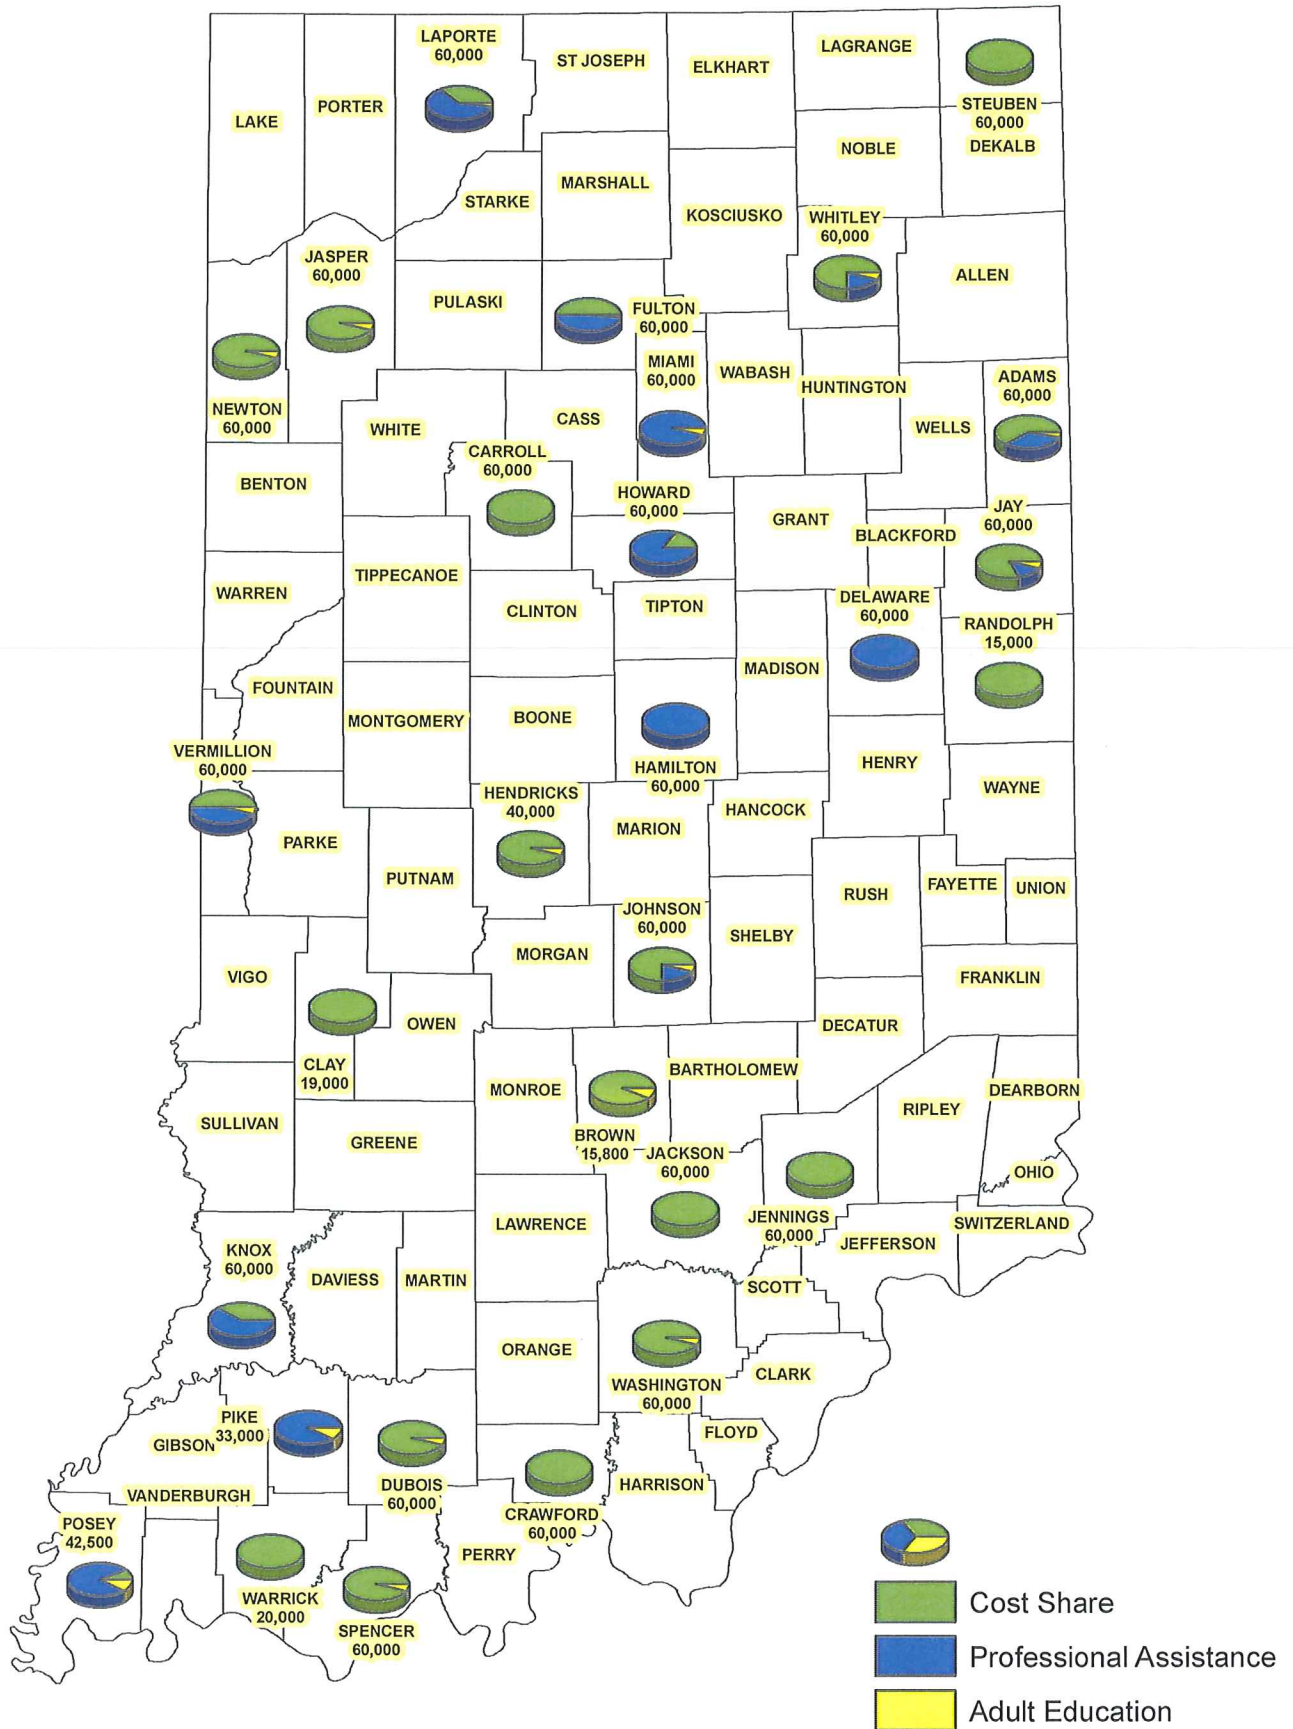 LAPORTE
60,000
ST JOSEPH
ELKHART
LAGRANGE
STEUBEN
60,000
LAKE
PORTER
NOBLE
DEKALB
STARKE
MARSHALL
KOSCIUSKO
WHITLEY
60,000
JASPER
60,000
PULASKI
FULTON
60,000
ALLEN
NEWTON
60,000
MIAMI
60,000
WABASH
HUNTINGTON
WELLS
ADAMS
60,000
WHITE
CASS
CARROLL
60,000
BENTON
HOWARD
60,000
GRANT
BLACKFORD
JAY
60,000
WARREN
TIPPECANOE
CLINTON
TIPTON
DELAWARE
60,000
RANDOLPH
15,000
MADISON
FOUNTAIN
MONTGOMERY
BOONE
HAMILTON
60,000
VERMILLION
60,000
HENRY
WAYNE
HENDRICKS
40,000
MARION
HANCOCK
PARKE
PUTNAM
RUSH
FAYETTE
UNION
JOHNSON
60,000
SHELBY
MORGAN
VIGO
FRANKLIN
OWEN
DECATUR
CLAY
19,000
MONROE
BARTHOLOMEW
DEARBORN
RIPLEY
SULLIVAN
GREENE
BROWN
15,800
JACKSON
60,000
OHIO
LAWRENCE
JENNINGS
60,000
SWITZERLAND
JEFFERSON
KNOX
60,000
DAVIESS
MARTIN
SCOTT
ORANGE
WASHINGTON
60,000
CLARK
PIKE
33,000
GIBSON
FLOYD
DUBOIS
60,000
HARRISON
VANDERBURGH
CRAWFORD
60,000
POSEY
42,500
PERRY
WARRICK
20,000
SPENCER
60,000
Cost Share
Professional Assistance
Adult Education